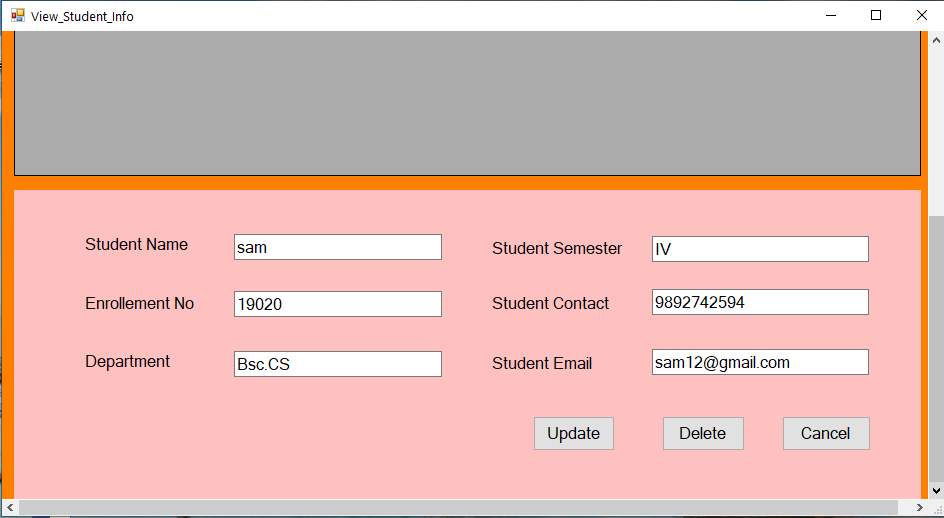 View_Student_Info
Student Name sam Student Semester IV
Enrollement No 19020 Student Contact 9892742594
Department Bsc.CS Student Email sam12@gmail.com
Update Delete Cancel